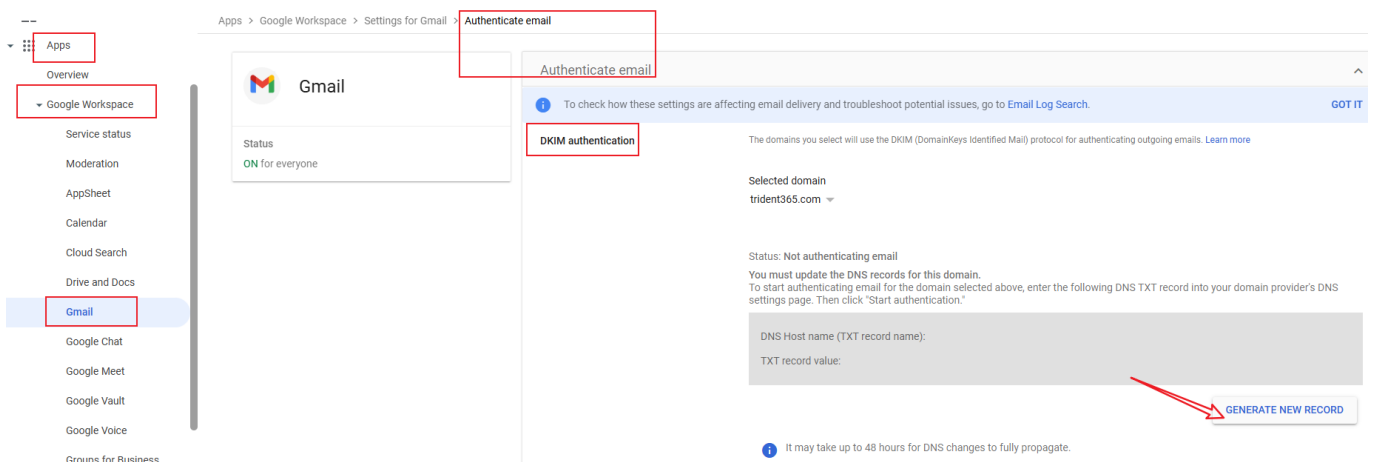 Apps
Overview
Google Workspace
Service status
Moderation
AppSheet
Calendar
Cloud Search
Drive and Docs
Gmail
Google Chat
Google Meet
Google Vault
Google Voice
Groups for Business
Apps > Google Workspace > Settings for Gmail > Authenticate email
Gmail
Status
ON for everyone
Authenticate email
To check how these settings are affecting email delivery and troubleshoot potential issues, go to Email Log Search.
GOT IT
DKIM authentication
The domains you select will use the DKIM (DomainKeys Identified Mail) protocol for authenticating outgoing emails. Learn more
Selected domain
trident365.com
Status: Not authenticating email
You must update the DNS records for this domain.
To start authenticating email for the domain selected above, enter the following DNS TXT record into your domain provider's DNS
settings page. Then click "Start authentication."
DNS Host name (TXT record name):
TXT record value:
GENERATE NEW RECORD
It may take up to 48 hours for DNS changes to fully propagate.